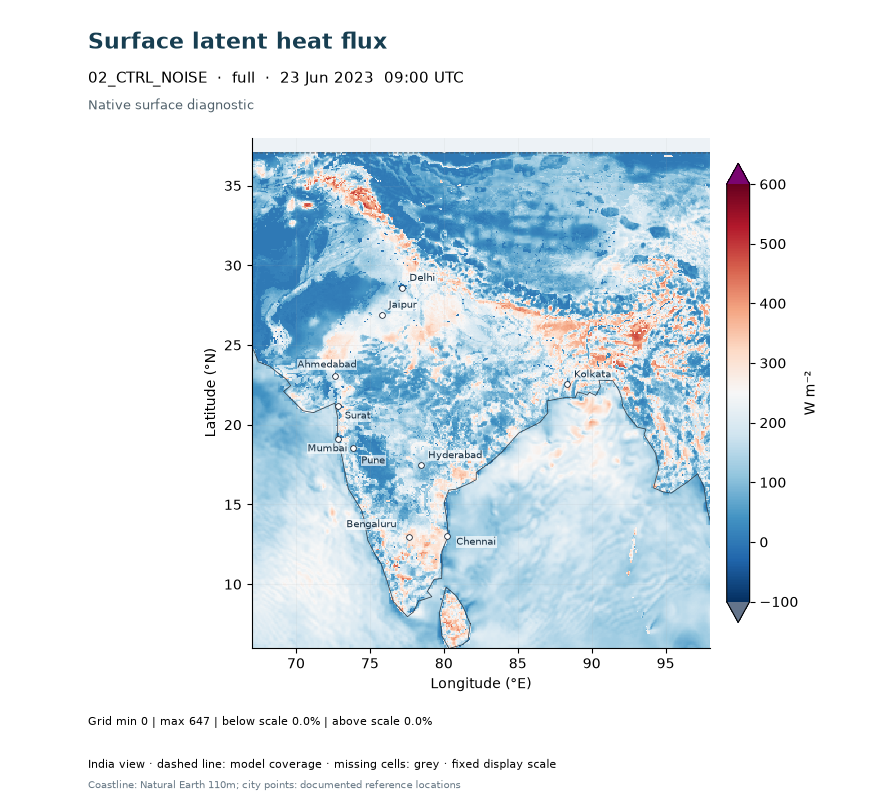 Surface latent heat flux
02_CTRL_NOISE · full · 23 Jun 2023 09:00 UTC
Native surface diagnostic
35
30
25
20
15
10
Latitude (°N)
70
75
80
85
90
95
Longitude (°E)
Delhi
Jaipur
Ahmedabad
Kolkata
Surat
Mumbai
Pune
Hyderabad
Bengaluru
Chennai
600
500
400
300
200
100
0
−100
W m⁻²
Grid min 0 | max 647 | below scale 0.0% | above scale 0.0%
India view · dashed line: model coverage · missing cells: grey · fixed display scale
Coastline: Natural Earth 110m; city points: documented reference locations